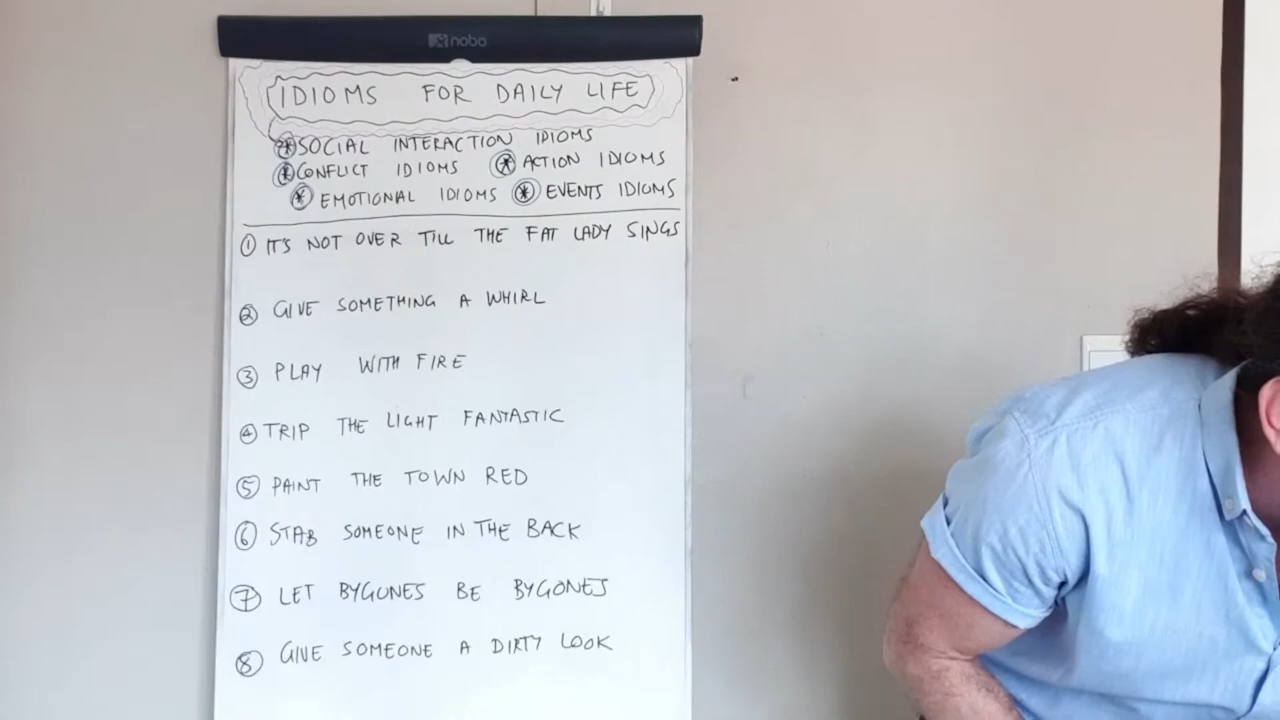 nobo
IDIOMS FOR DAILY LIFE
* SOCIAL INTERACTION IDIOMS
* CONFLICT IDIOMS * ACTION IDIOMS
* EMOTIONAL IDIOMS * EVENTS IDIOMS
1 IT'S NOT OVER TILL THE FAT LADY SINGS
2 GIVE SOMETHING A WHIRL
3 PLAY WITH FIRE
4 TRIP THE LIGHT FANTASTIC
5 PAINT THE TOWN RED
6 STAB SOMEONE IN THE BACK
7 LET BYGONES BE BYGONES
8 GIVE SOMEONE A DIRTY LOOK